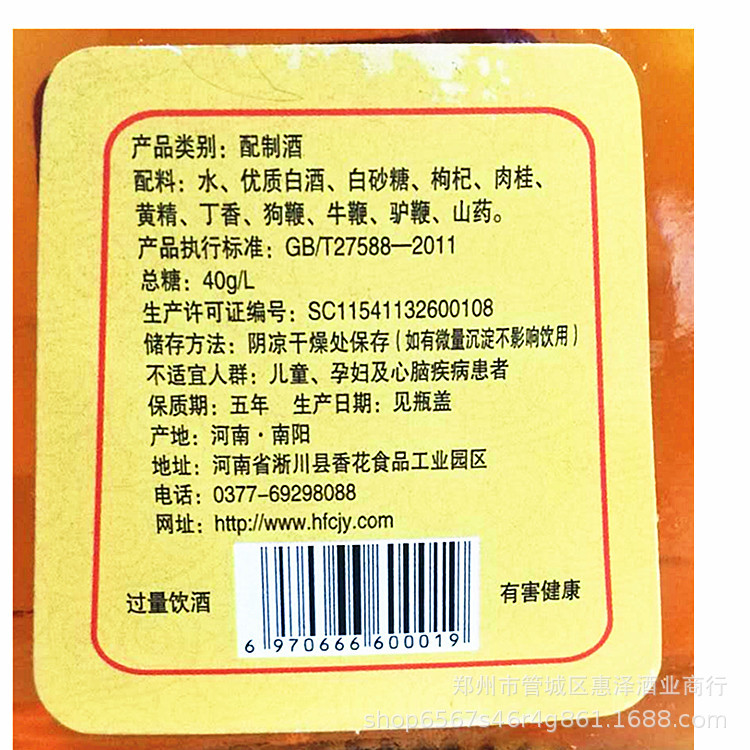 产品类别：配制酒
配料：水、优质白酒、白砂糖、枸杞、肉桂、
黄精、丁香、狗鞭、牛鞭、驴鞭、山药。
产品执行标准：GB/T27588—2011
总糖：40g/L
生产许可证编号：SC11541132600108
储存方法：阴凉干燥处保存（如有微量沉淀不影响饮用）
不适宜人群：儿童、孕妇及心脑疾病患者
保质期：五年 生产日期：见瓶盖
产地：河南·南阳
地址：河南省淅川县香花食品工业园区
电话：0377-69298088
网址：http://www.hfcjy.com
过量饮酒 有害健康
6 970666 600019
郑州市管城区惠泽酒业商行
shop6567s46r4g861.1688.com